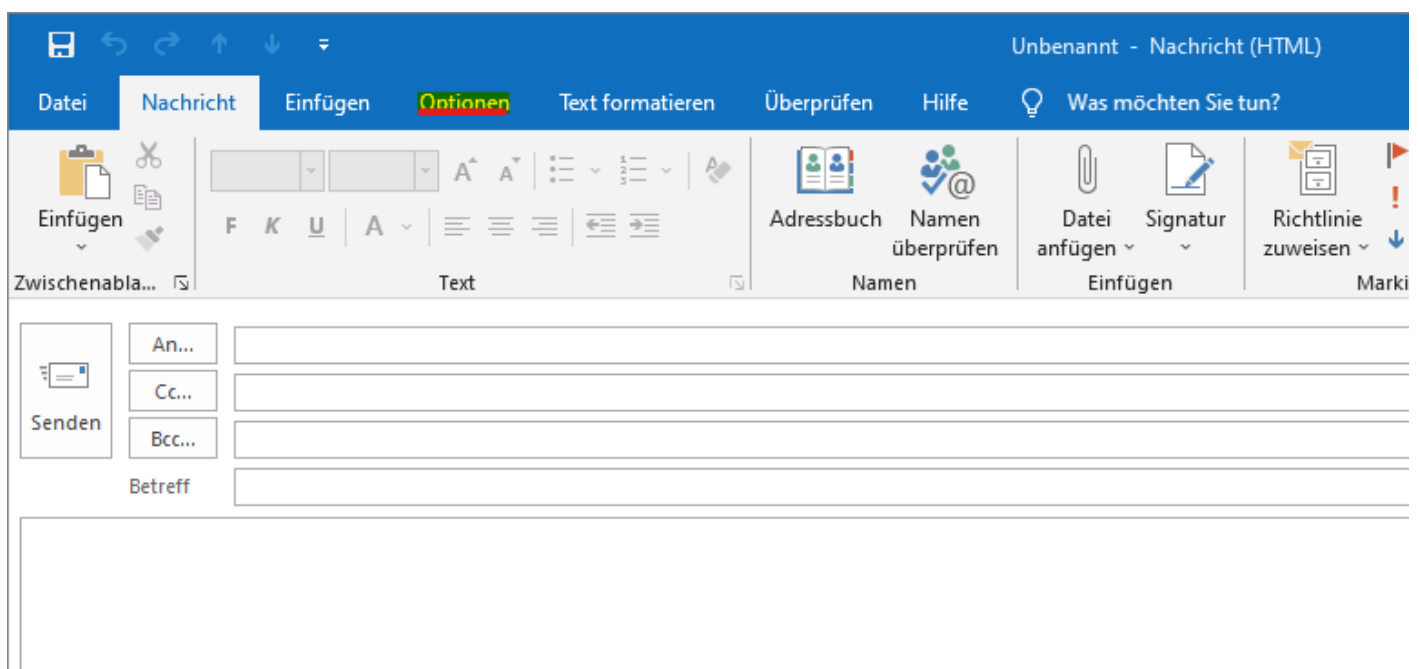 Unbenannt - Nachricht (HTML)
Datei Nachricht Einfügen Optionen Text formatieren Überprüfen Hilfe Was möchten Sie tun?
Einfügen
F K U A
Adressbuch
Namen
überprüfen
Datei
anfügen
Signatur
Richtlinie
zuweisen
Zwischenabla... Text Namen Einfügen Marki
An...
Cc...
Bcc...
Senden
Betreff